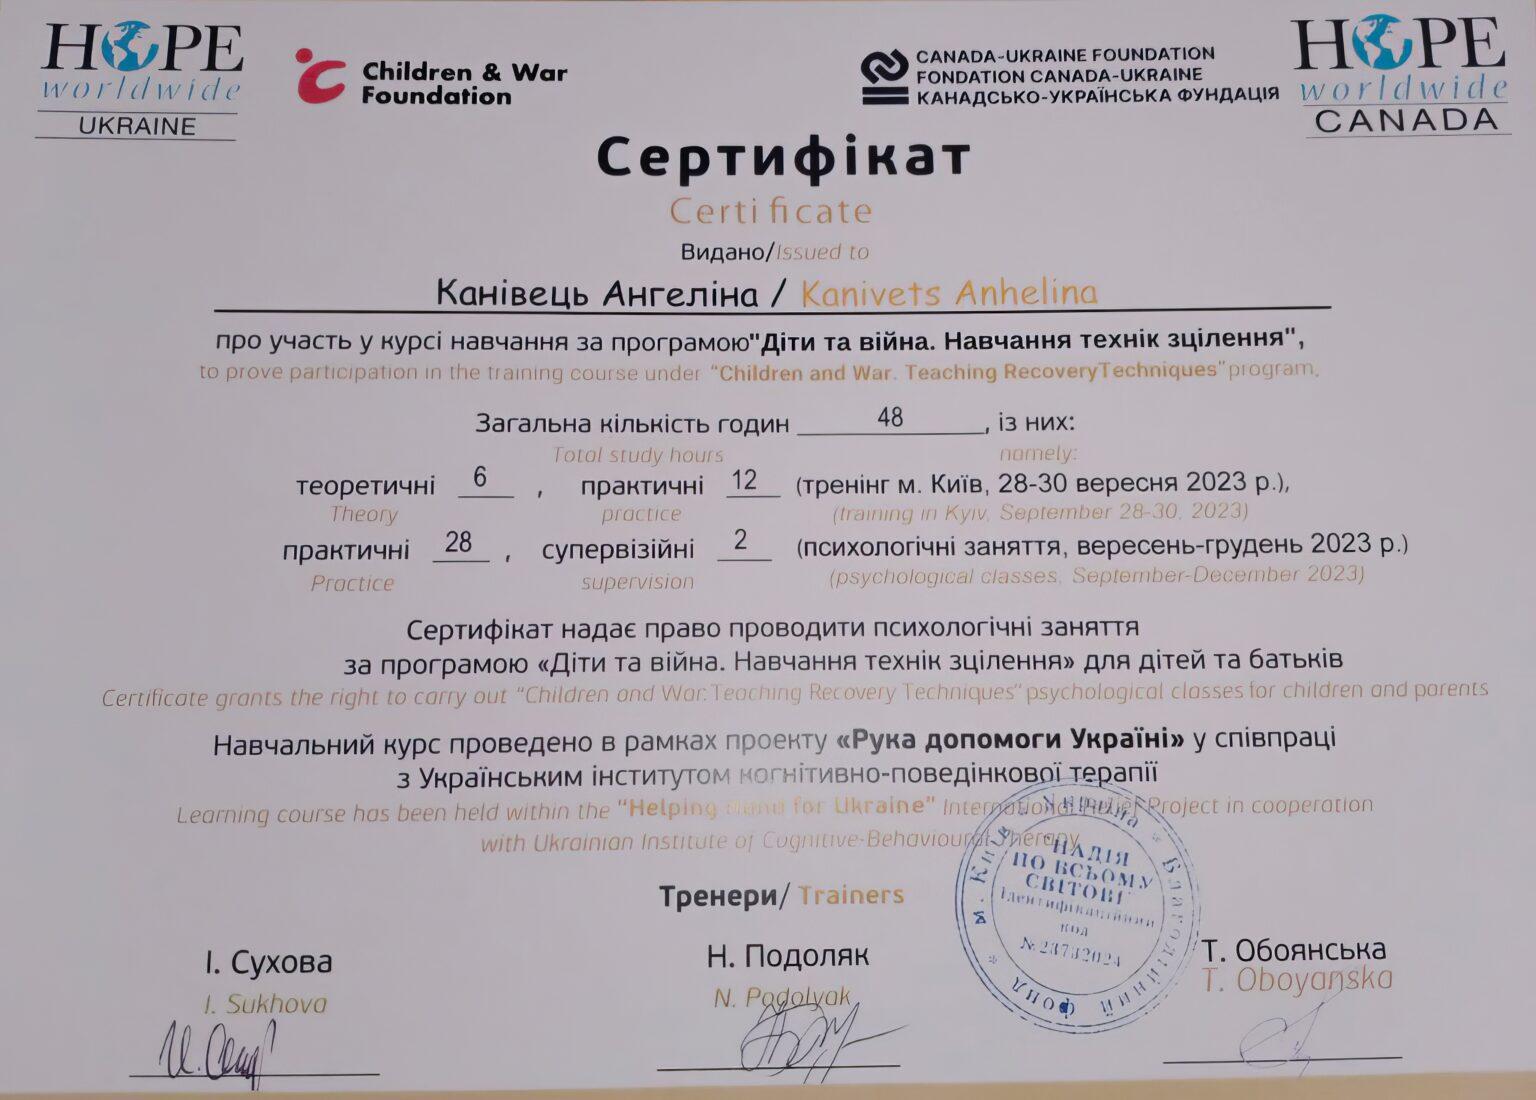 HOPE
worldwide
UKRAINE
Children & War
Foundation
CANADA-UKRAINE FOUNDATION
FONDATION CANADA-UKRAINE
КАНАДСЬКО-УКРАЇНСЬКА ФУНДАЦІЯ
HOPE
worldwide
CANADA
Сертифікат
Certificate
Видано/Issued to
Канівець Ангеліна / Kanivets Anhelina
про участь у курсі навчання за програмою"Діти та війна. Навчання технік зцілення",
to prove participation in the training course under "Children and War. Teaching RecoveryTechniques"program,
Загальна кількість годин 48, із них:
Total study hours namely:
теоретичні 6 , практичні 12 (тренінг м. Київ, 28-30 вересня 2023 р.),
Theory practice (training in Kyiv, September 28-30, 2023)
практичні 28 , супервізійні 2 (психологічні заняття, вересень-грудень 2023 р.)
Practice supervision (psychological classes, September-December 2023)
Сертифікат надає право проводити психологічні заняття
за програмою «Діти та війна. Навчання технік зцілення» для дітей та батьків
Certificate grants the right to carry out "Children and War. Teaching Recovery Techniques" psychological classes for children and parents
Навчальний курс проведено в рамках проекту «Рука допомоги Україні» у співпраці
з Українським інститутом когнітивно-поведінкової терапії
Learning course has been held within the "Helping Hand for Ukraine" International Relief Project in cooperation
with Ukrainian Institute of Cognitive-Behavioural Therapy
Тренери/ Trainers
І. Сухова
I. Sukhova
Н. Подоляк
N. Podolyak
Т. Обоянська
T. Oboyanska
м. Київ * Україна * Благодійний фонд *
НАДІЯ
ПО ВСЬОМУ
СВІТОВІ
Ідентифікаційний
код
№ 23732024